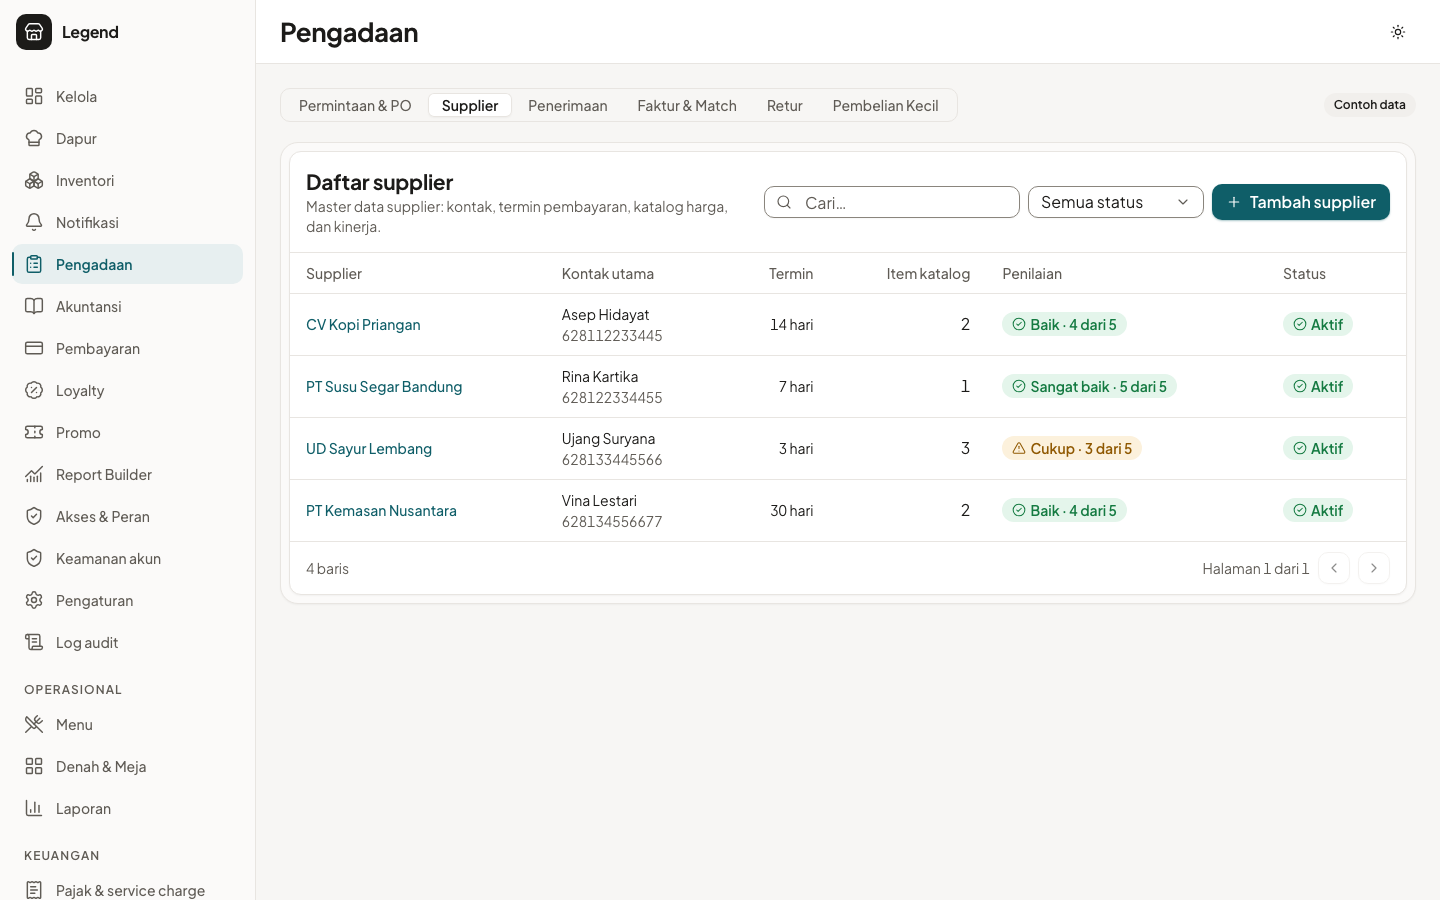 Legend
Kelola
Dapur
Inventori
Notifikasi
Pengadaan
Akuntansi
Pembayaran
Loyalty
Promo
Report Builder
Akses & Peran
Keamanan akun
Pengaturan
Log audit
OPERASIONAL
Menu
Denah & Meja
Laporan
KEUANGAN
Pajak & service charge
Pengadaan
Permintaan & PO Supplier Penerimaan Faktur & Match Retur Pembelian Kecil
Contoh data
Daftar supplier
Master data supplier: kontak, termin pembayaran, katalog harga,
dan kinerja.
Cari...
Semua status
Tambah supplier
Supplier Kontak utama Termin Item katalog Penilaian Status
CV Kopi Priangan Asep Hidayat 14 hari 2 Baik · 4 dari 5 Aktif
628112233445
PT Susu Segar Bandung Rina Kartika 7 hari 1 Sangat baik · 5 dari 5 Aktif
628122334455
UD Sayur Lembang Ujang Suryana 3 hari 3 Cukup · 3 dari 5 Aktif
628133445566
PT Kemasan Nusantara Vina Lestari 30 hari 2 Baik · 4 dari 5 Aktif
628134556677
4 baris
Halaman 1 dari 1